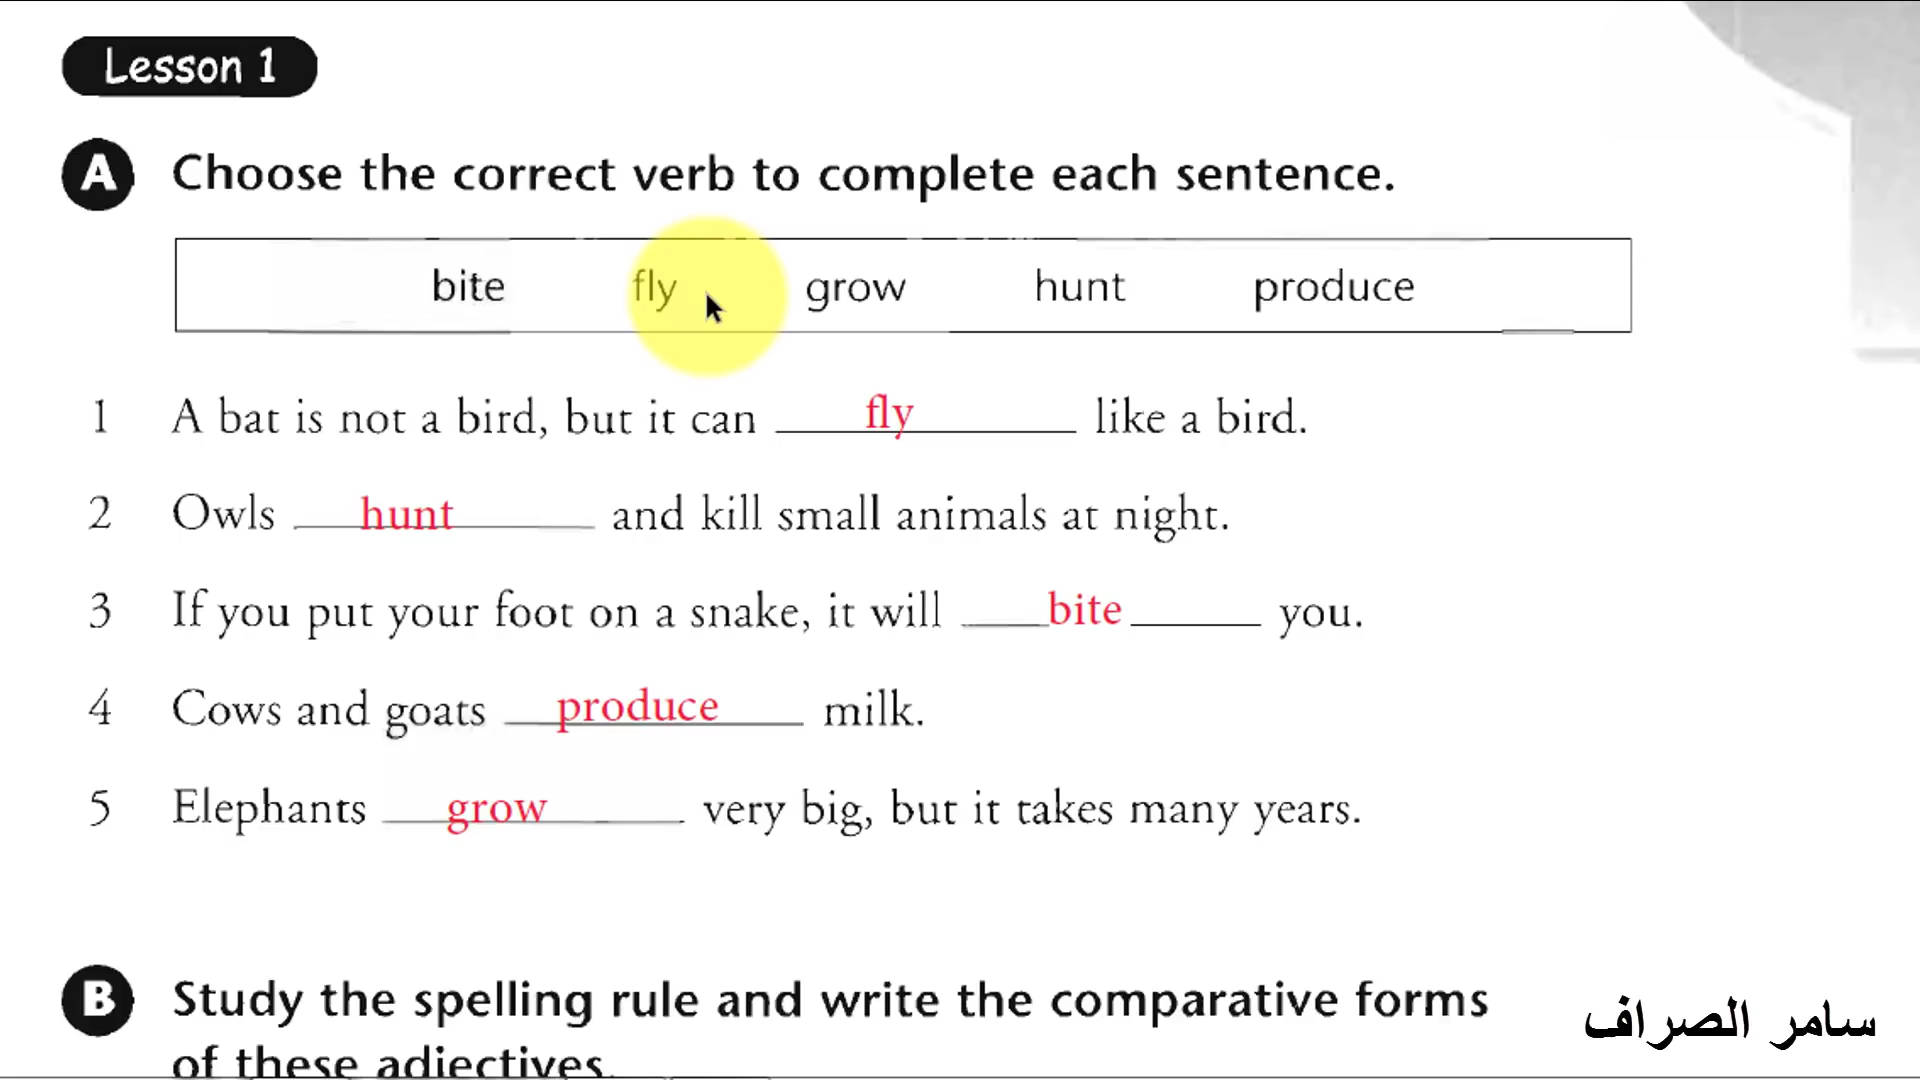 Lesson 1
A Choose the correct verb to complete each sentence.
bite fly grow hunt produce
1 A bat is not a bird, but it can fly like a bird.
2 Owls hunt and kill small animals at night.
3 If you put your foot on a snake, it will bite you.
4 Cows and goats produce milk.
5 Elephants grow very big, but it takes many years.
B Study the spelling rule and write the comparative forms
of these adjectives.
سامر الصراف